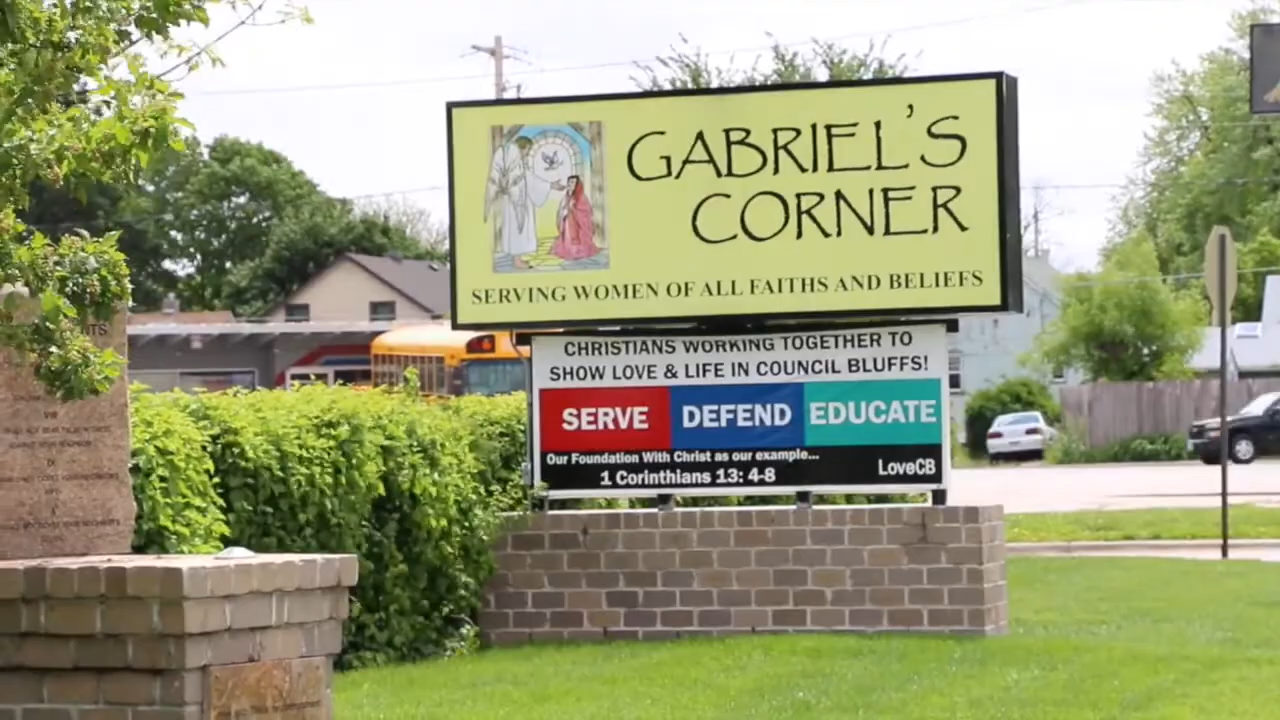 GABRIEL'S
CORNER
SERVING WOMEN OF ALL FAITHS AND BELIEFS
CHRISTIANS WORKING TOGETHER TO
SHOW LOVE & LIFE IN COUNCIL BLUFFS!
SERVE DEFEND EDUCATE
Our Foundation With Christ as our example...
1 Corinthians 13: 4-8
LoveCB